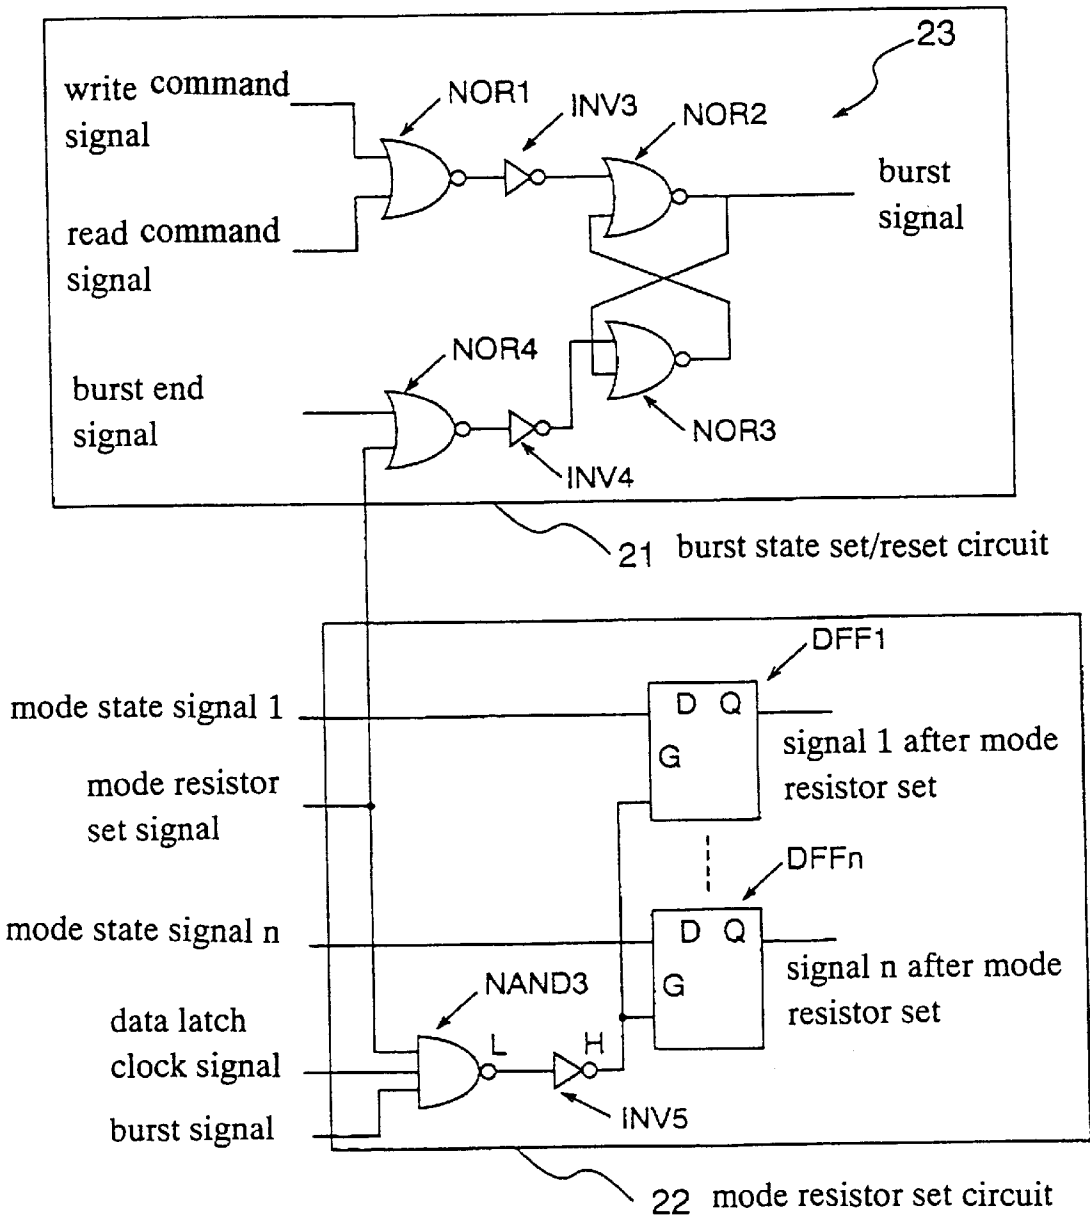 23
write command
signal
NOR1
INV3
NOR2
burst
signal
read command
signal
NOR4
burst end
signal
NOR3
INV4
21 burst state set/reset circuit
DFF1
mode state signal 1
D Q
G
signal 1 after mode
resistor set
mode resistor
set signal
DFFn
mode state signal n
D Q
G
signal n after mode
resistor set
NAND3
data latch
clock signal
L
H
burst signal
INV5
22 mode resistor set circuit